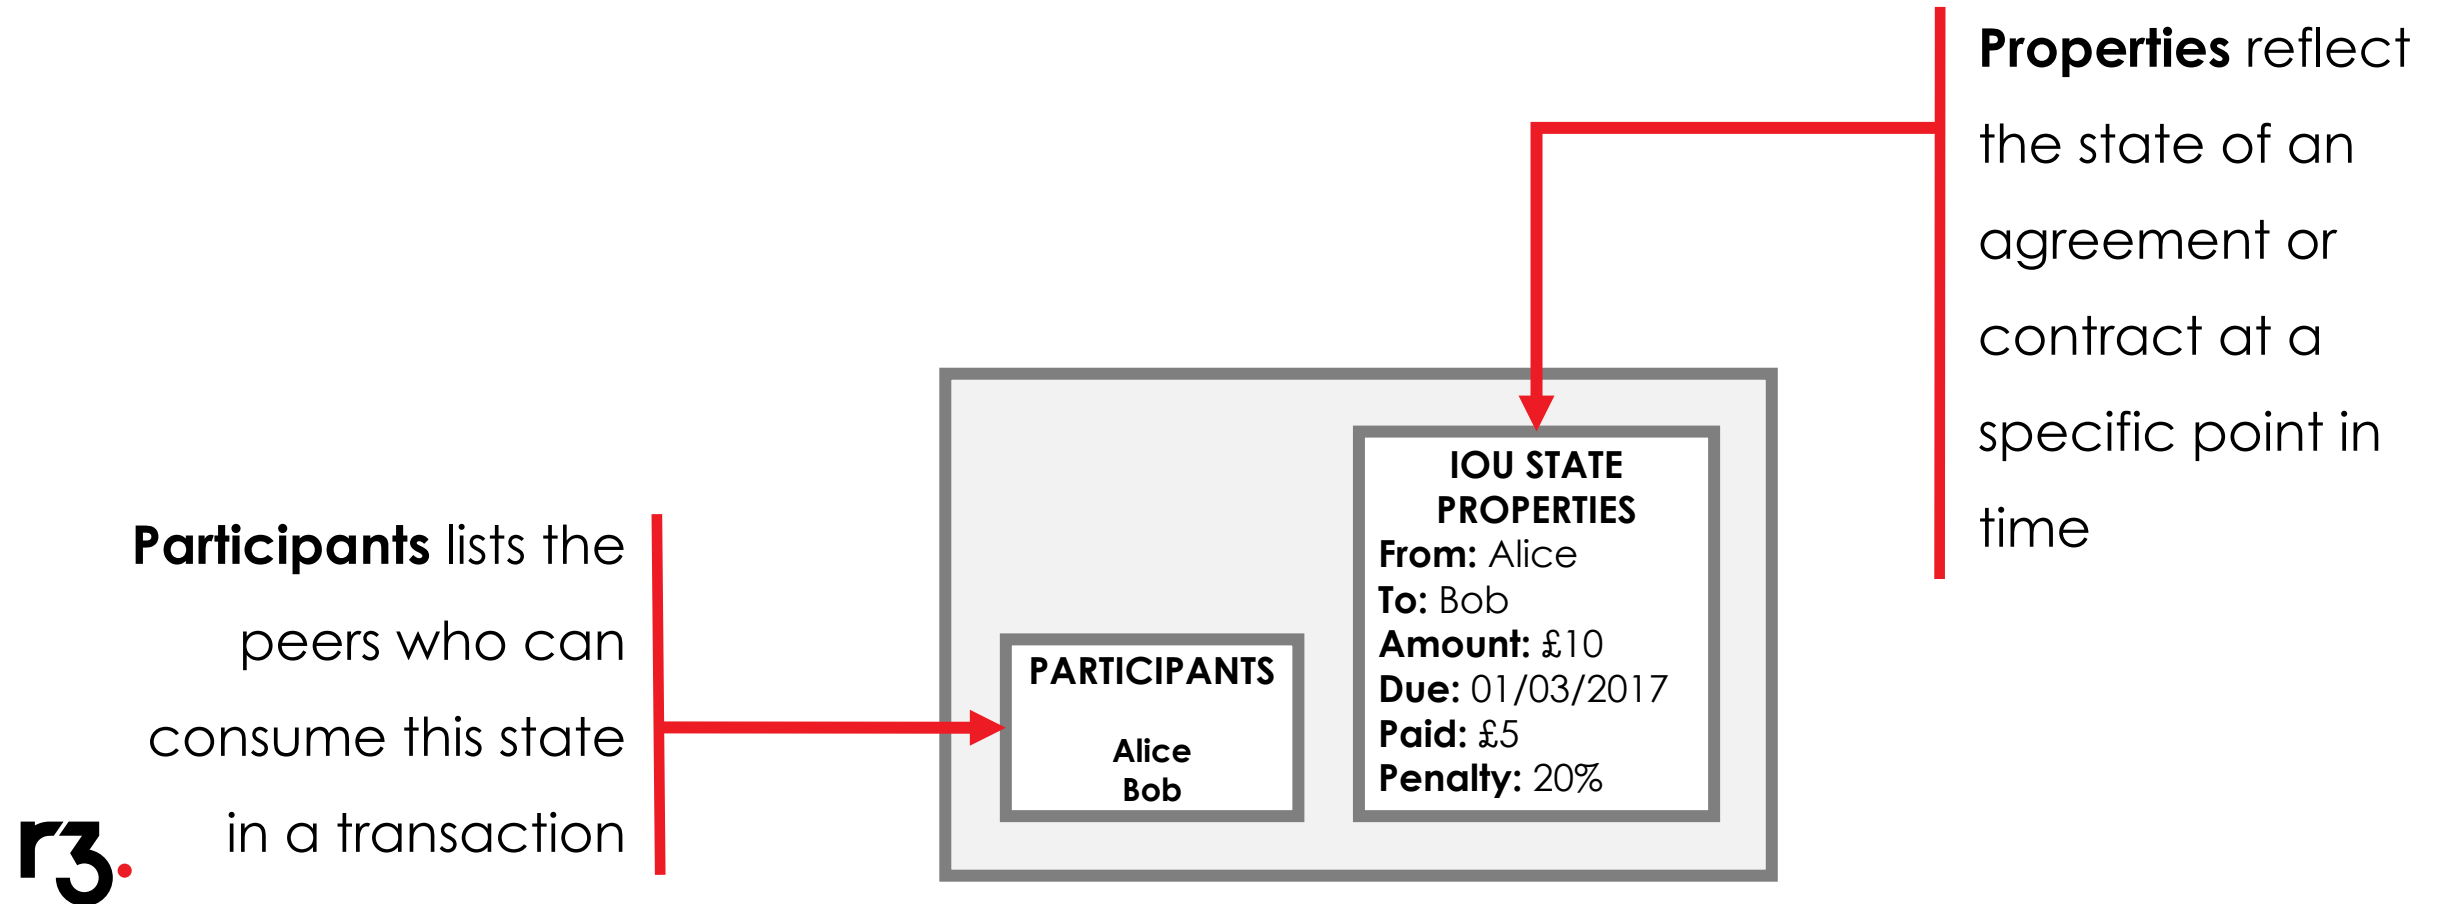 Properties reflect
the state of an
agreement or
contract at a
specific point in
time
IOU STATE
PROPERTIES
From: Alice
To: Bob
Amount: £10
Due: 01/03/2017
Paid: £5
Penalty: 20%
Participants lists the
peers who can
consume this state
in a transaction
PARTICIPANTS
Alice
Bob
r3.